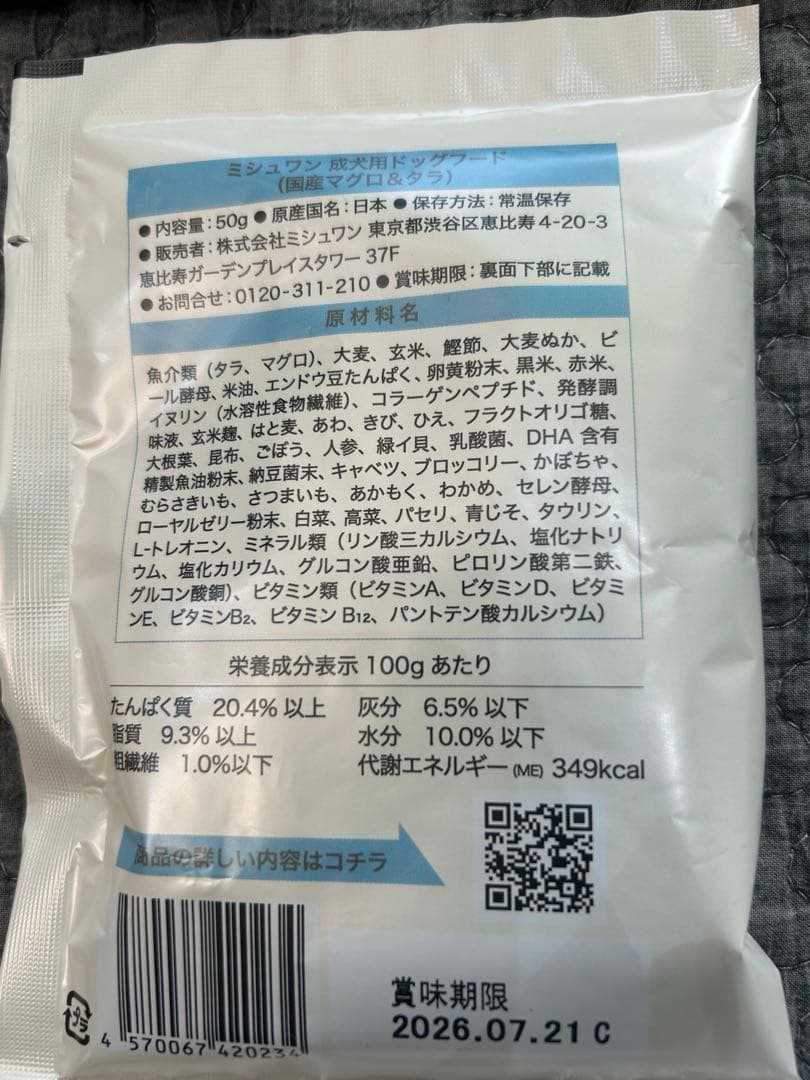 ミシュワン 成犬用ドッグフード
（国産マグロ＆タラ）
● 内容量：50g ● 原産国名：日本 ● 保存方法：常温保存
● 販売者：株式会社ミシュワン 東京都渋谷区恵比寿4-20-3
恵比寿ガーデンプレイスタワー 37F
● お問合せ：0120-311-210 ● 賞味期限：裏面下部に記載
原材料名
魚介類（タラ、マグロ）、大麦、玄米、鰹節、大麦ぬか、ビ
ール酵母、米油、エンドウ豆たんぱく、卵黄粉末、黒米、赤米、
イヌリン（水溶性食物繊維）、コラーゲンペプチド、発酵調
味液、玄米麹、はと麦、あわ、きび、ひえ、フラクトオリゴ糖、
大根葉、昆布、ごぼう、人参、緑イ貝、乳酸菌、DHA 含有
精製魚油粉末、納豆菌末、キャベツ、ブロッコリー、かぼちゃ、
むらさきいも、さつまいも、あかもく、わかめ、セレン酵母、
ローヤルゼリー粉末、白菜、高菜、パセリ、青じそ、タウリン、
L-トレオニン、ミネラル類（リン酸三カルシウム、塩化ナトリ
ウム、塩化カリウム、グルコン酸亜鉛、ピロリン酸第二鉄、
グルコン酸銅）、ビタミン類（ビタミンA、ビタミンD、ビタミ
ンE、ビタミンB₂、ビタミン B₁₂、パントテン酸カルシウム）
栄養成分表示 100g あたり
たんぱく質 20.4% 以上 灰分 6.5% 以下
脂質 9.3% 以上 水分 10.0% 以下
粗繊維 1.0%以下 代謝エネルギー (ME) 349kcal
商品の詳しい内容はコチラ
プラ
4 570067 420234
賞味期限
2026.07.21 C